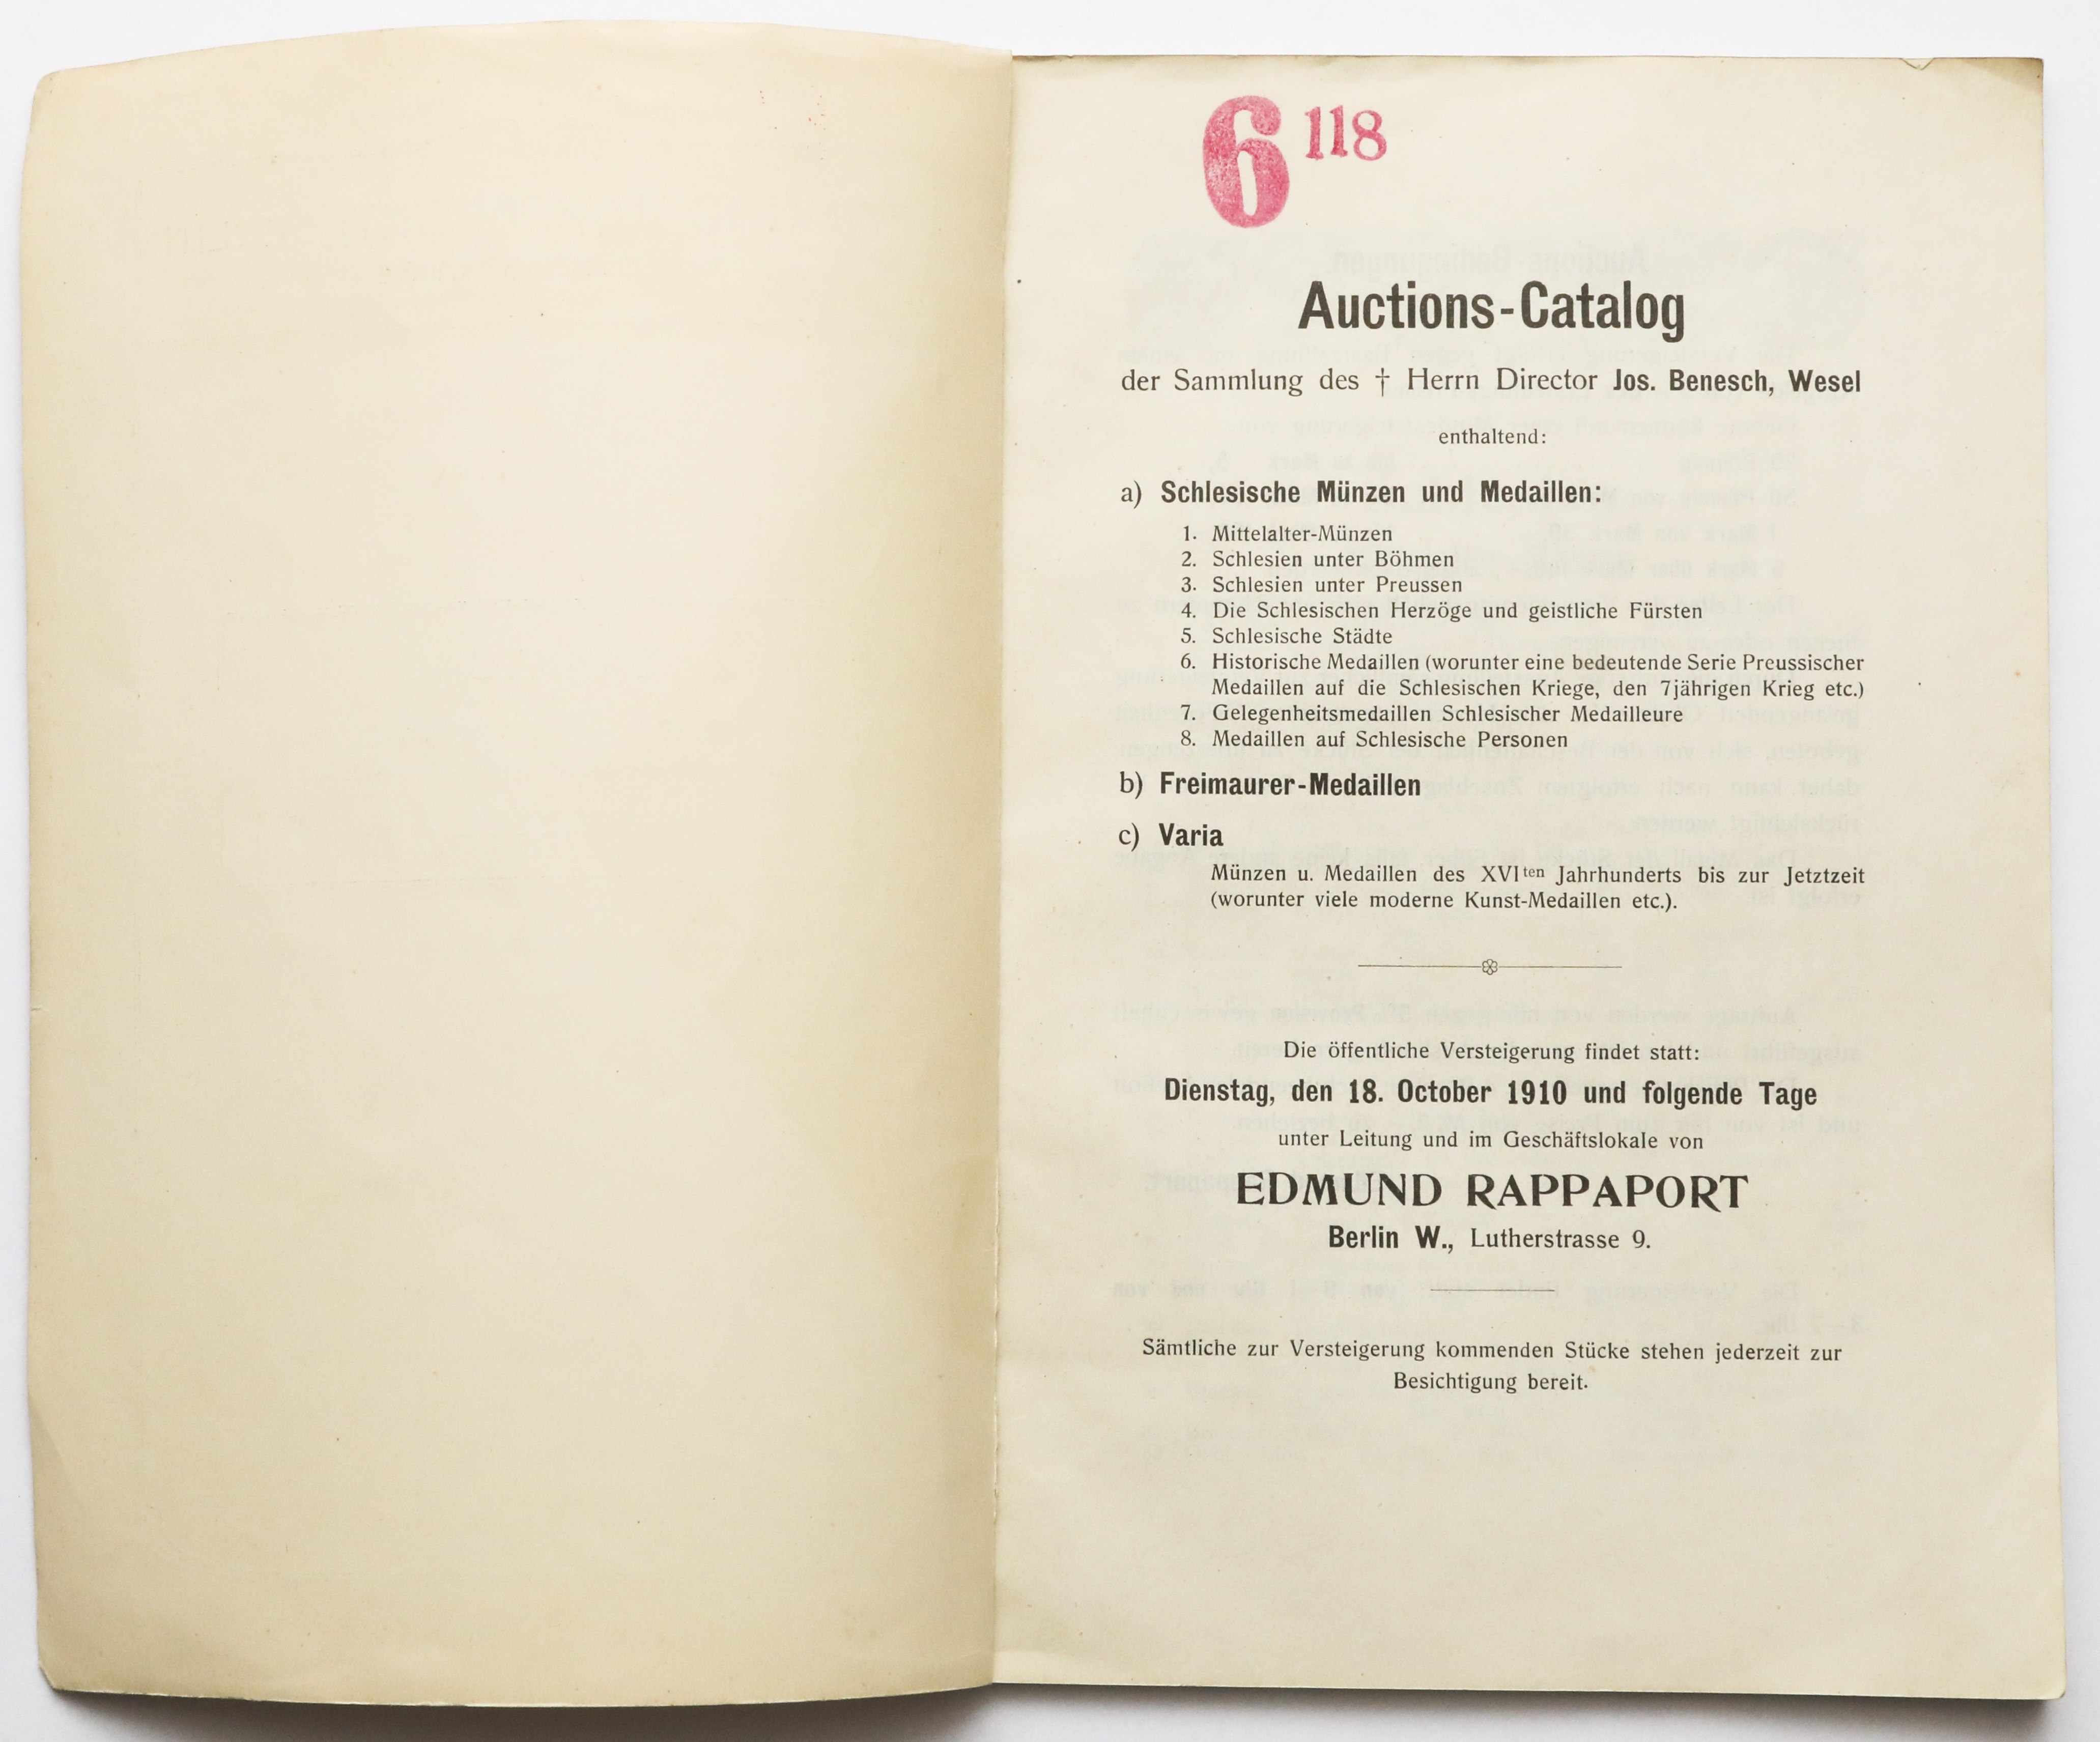 6 118
Auctions-Catalog
der Sammlung des † Herrn Director Jos. Benesch, Wesel
enthaltend:
a) Schlesische Münzen und Medaillen:
1. Mittelalter-Münzen
2. Schlesien unter Böhmen
3. Schlesien unter Preussen
4. Die Schlesischen Herzöge und geistliche Fürsten
5. Schlesische Städte
6. Historische Medaillen (worunter eine bedeutende Serie Preussischer
Medaillen auf die Schlesischen Kriege, den 7jährigen Krieg etc.)
7. Gelegenheitsmedaillen Schlesischer Medailleure
8. Medaillen auf Schlesische Personen
b) Freimaurer-Medaillen
c) Varia
Münzen u. Medaillen des XVIten Jahrhunderts bis zur Jetztzeit
(worunter viele moderne Kunst-Medaillen etc.).
Die öffentliche Versteigerung findet statt:
Dienstag, den 18. October 1910 und folgende Tage
unter Leitung und im Geschäftslokale von
EDMUND RAPPAPORT
Berlin W., Lutherstrasse 9.
Sämtliche zur Versteigerung kommenden Stücke stehen jederzeit zur
Besichtigung bereit.